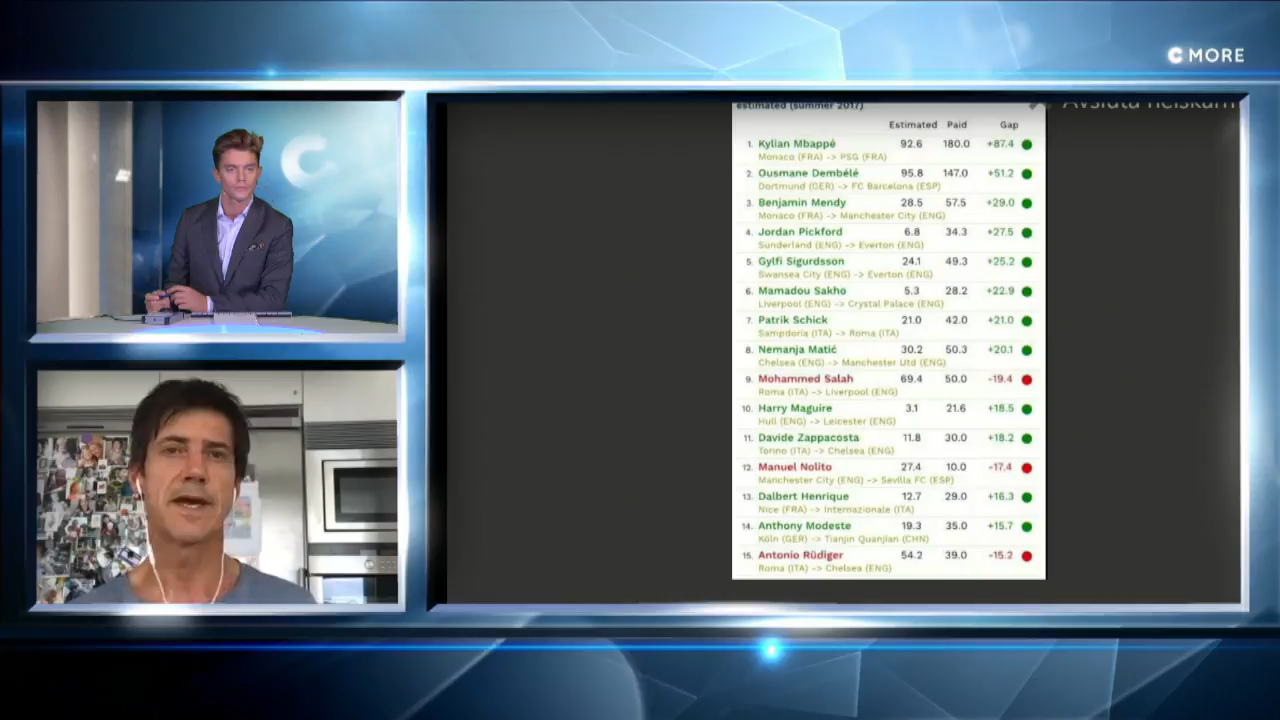 C MORE
estimated (summer 2017)
Avsluta helskärm
Estimated Paid Gap
1. Kylian Mbappé 92.6 180.0 +87.4
Monaco (FRA) -> PSG (FRA)
2. Ousmane Dembélé 95.8 147.0 +51.2
Dortmund (GER) -> FC Barcelona (ESP)
3. Benjamin Mendy 28.5 57.5 +29.0
Monaco (FRA) -> Manchester City (ENG)
4. Jordan Pickford 6.8 34.3 +27.5
Sunderland (ENG) -> Everton (ENG)
5. Gylfi Sigurdsson 24.1 49.3 +25.2
Swansea City (ENG) -> Everton (ENG)
6. Mamadou Sakho 5.3 28.2 +22.9
Liverpool (ENG) -> Crystal Palace (ENG)
7. Patrik Schick 21.0 42.0 +21.0
Sampdoria (ITA) -> Roma (ITA)
8. Nemanja Matić 30.2 50.3 +20.1
Chelsea (ENG) -> Manchester Utd (ENG)
9. Mohammed Salah 69.4 50.0 -19.4
Roma (ITA) -> Liverpool (ENG)
10. Harry Maguire 3.1 21.6 +18.5
Hull (ENG) -> Leicester (ENG)
11. Davide Zappacosta 11.8 30.0 +18.2
Torino (ITA) -> Chelsea (ENG)
12. Manuel Nolito 27.4 10.0 -17.4
Manchester City (ENG) -> Sevilla FC (ESP)
13. Dalbert Henrique 12.7 29.0 +16.3
Nice (FRA) -> Internazionale (ITA)
14. Anthony Modeste 19.3 35.0 +15.7
Köln (GER) -> Tianjin Quanjian (CHN)
15. Antonio Rüdiger 54.2 39.0 -15.2
Roma (ITA) -> Chelsea (ENG)